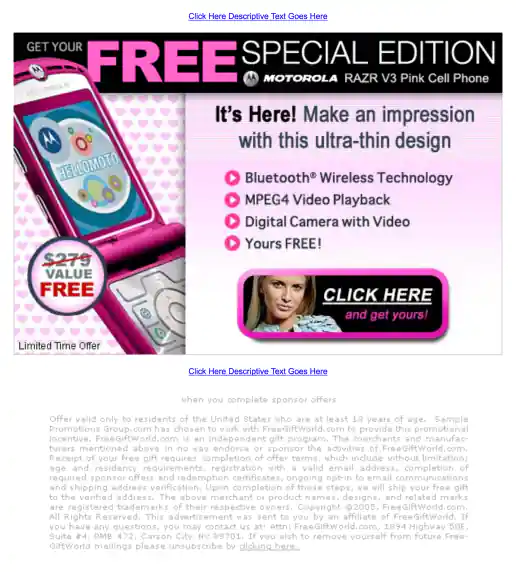 Click Here Descriptive Text Goes Here
GET YOUR FREE SPECIAL EDITION
MOTOROLA RAZR V3 Pink Cell Phone
It's Here! Make an impression
with this ultra-thin design
HELLOMOTO
Bluetooth® Wireless Technology
MPEG4 Video Playback
Digital Camera with Video
Yours FREE!
$279
VALUE
FREE
CLICK HERE
and get yours!
Limited Time Offer
Click Here Descriptive Text Goes Here
when you complete sponsor offers
Offer valid only to residents of the United States who are at least 18 years of age. Sample
Promotions Group.com has chosen to work with FreeGiftWorld.com to provide this promotional
incentive. FreeGiftWorld.com is an independent gift program. The merchants and manufac-
turers mentioned above in no way endorse or sponsor the activities of FreeGiftWorld.com.
Receipt of your free gift requires completion of offer terms, which include without limitation:
age and residency requirements, registration with a valid email address, completion of
required sponsor offers and redemption certificates, ongoing opt-in to email communications
and shipping address verification. Upon completion of those steps, we will ship your free gift
to the verified address. The above merchant or product names, designs, and related marks
are registered trademarks of their respective owners. Copyright @2005. FreeGiftWorld.com.
All Rights Reserved. This advertisement was sent to you by an affiliate of FreeGiftWorld. If
you have any questions, you may contact us at: Attn: FreeGiftWorld.com, 1894 Highway 50E,
Suite #4, PMB 472, Carson City NV 89701. If you wish to remove yourself from future Free-
GiftWorld mailings please unsubscribe by clicking here.